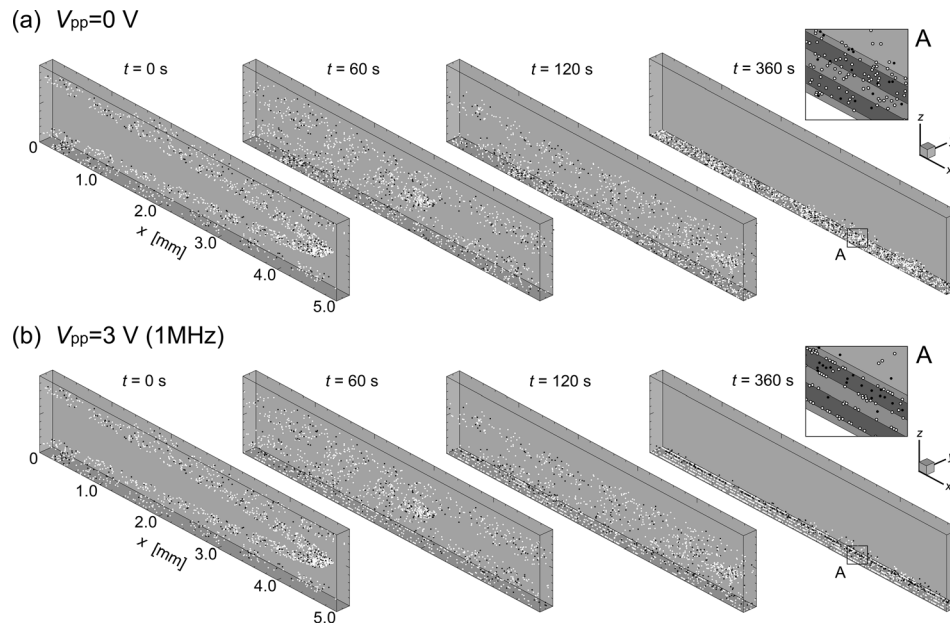 (a) Vpp=0 V
t = 0 s
t = 60 s
t = 120 s
t = 360 s
A
0
1.0
2.0
3.0
4.0
5.0
x [mm]
A
z
x
(b) Vpp=3 V (1MHz)
t = 0 s
t = 60 s
t = 120 s
t = 360 s
A
0
1.0
2.0
3.0
4.0
5.0
x [mm]
A
z
x